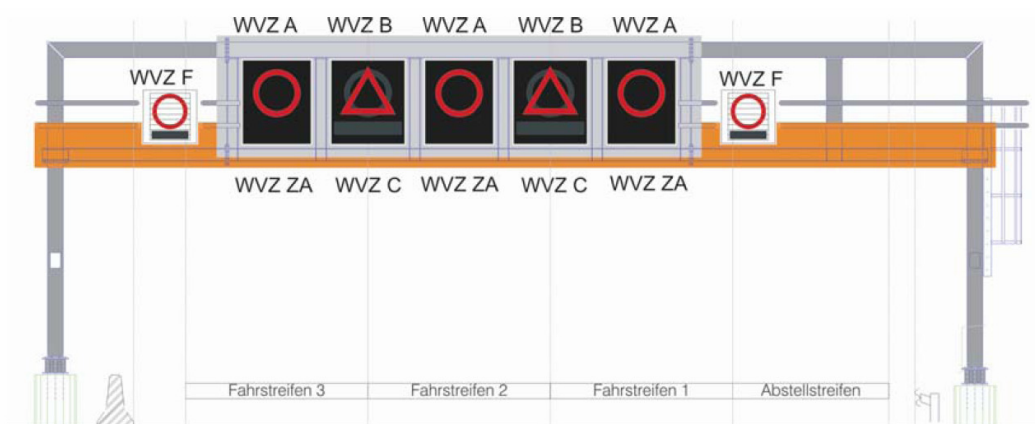 WVZ A WVZ B WVZ A WVZ B WVZ A
WVZ F WVZ F
WVZ ZA WVZ C WVZ ZA WVZ C WVZ ZA
Fahrstreifen 3 Fahrstreifen 2 Fahrstreifen 1 Abstellstreifen